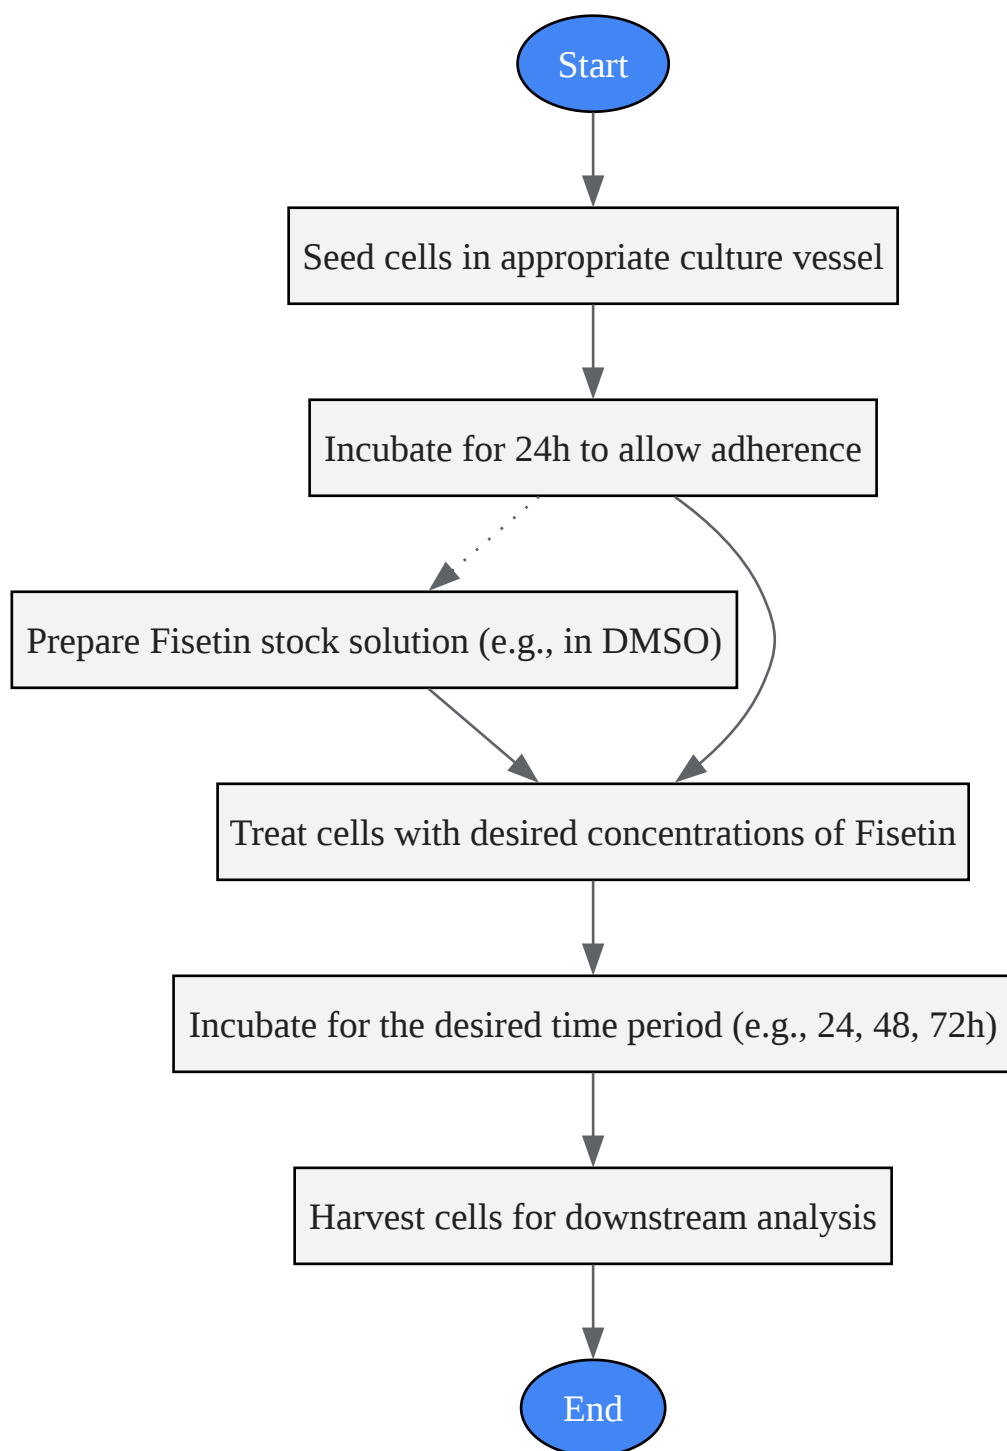 Start
Seed cells in appropriate culture vessel
Incubate for 24h to allow adherence
Prepare Fisetin stock solution (e.g., in DMSO)
Treat cells with desired concentrations of Fisetin
Incubate for the desired time period (e.g., 24, 48, 72h)
Harvest cells for downstream analysis
End